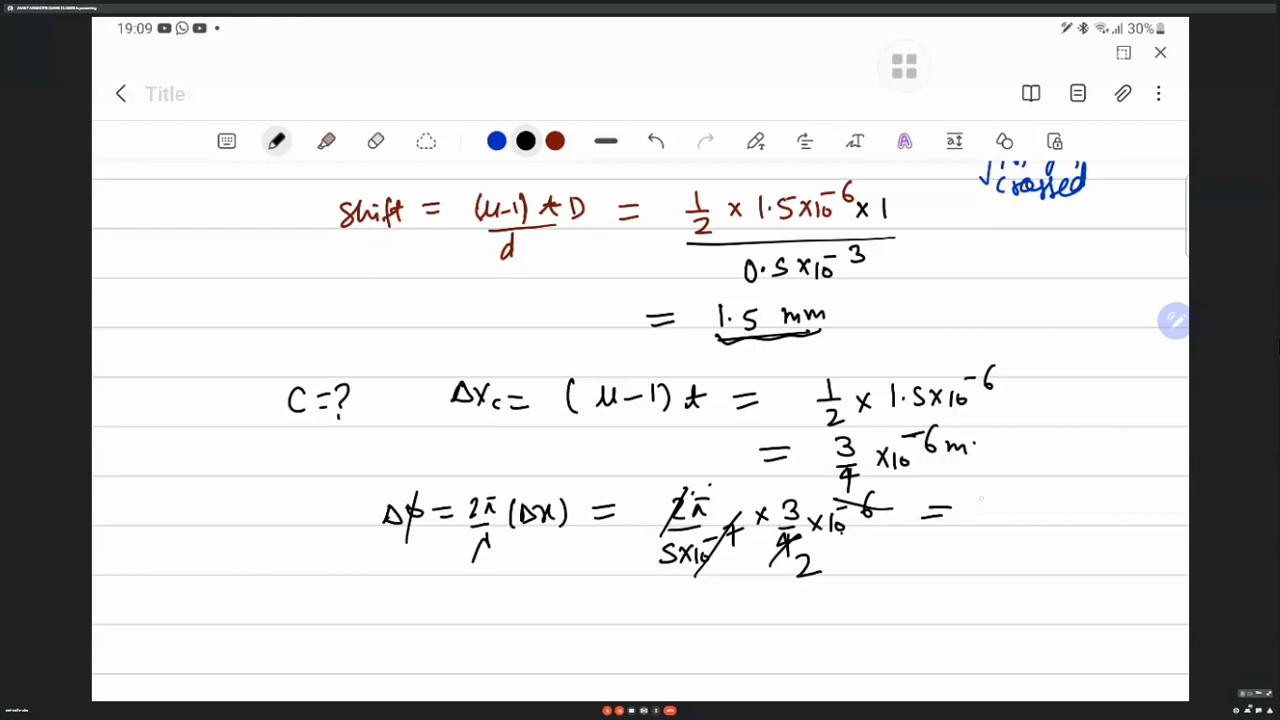 19:09
30%
Title
crossed
Shift = (μ-1) t D / d = 1/2 × 1.5×10^-6 × 1 / 0.5×10^-3
= 1.5 mm
C = ? Δx_c = (μ-1) t = 1/2 × 1.5×10^-6
= 3/4 ×10^-6 m.
Δφ = 2π/λ (Δx) = 2π/5×10^-7 × 3/4 ×10^-6 =
2